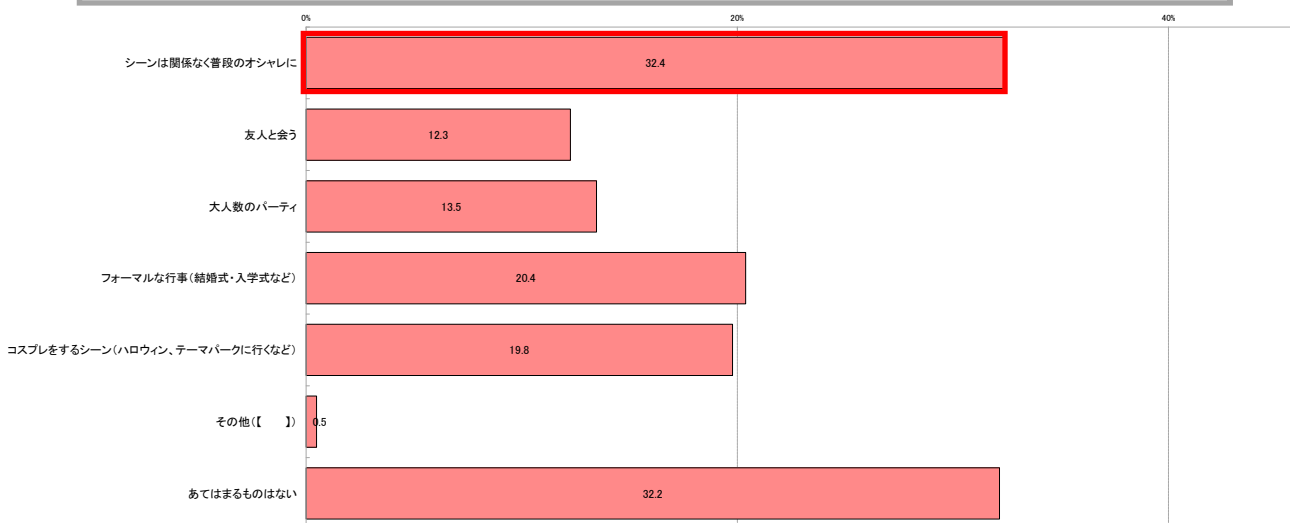 0% 20% 40%
シーンは関係なく普段のオシャレに 32.4
友人と会う 12.3
大人数のパーティ 13.5
フォーマルな行事(結婚式・入学式など) 20.4
コスプレをするシーン(ハロウィン、テーマパークに行くなど) 19.8
その他(【　　】) 0.5
あてはまるものはない 32.2